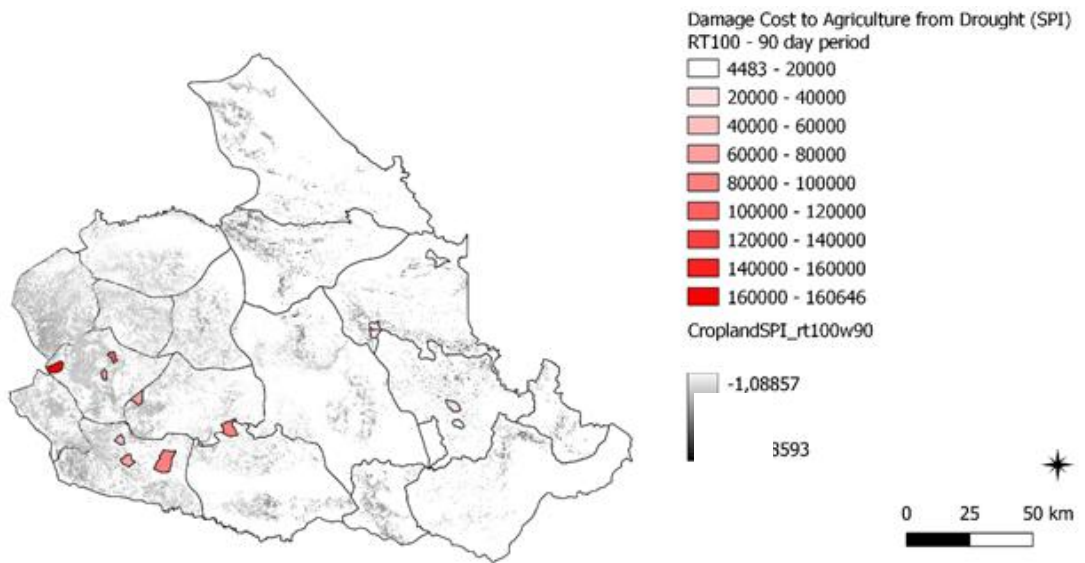 Damage Cost to Agriculture from Drought (SPI)
RT100 - 90 day period
4483 - 20000
20000 - 40000
40000 - 60000
60000 - 80000
80000 - 100000
100000 - 120000
120000 - 140000
140000 - 160000
160000 - 160646
CroplandSPI_rt100w90
-1,08857
8593
0 25 50 km